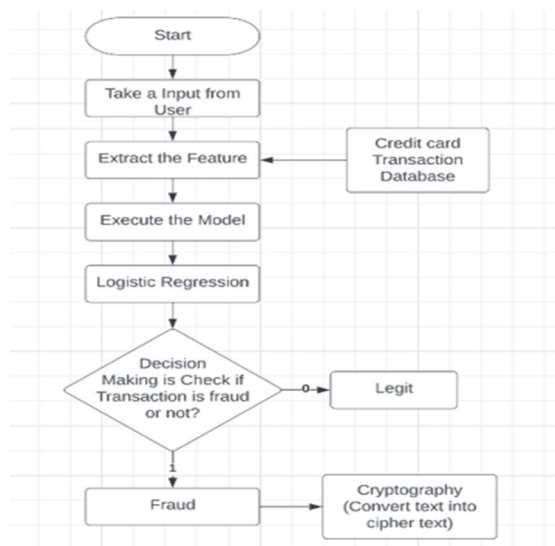 Start
Take a Input from
User
Extract the Feature
Credit card
Transaction
Database
Execute the Model
Logistic Regression
Decision
Making is Check if
Transaction is fraud
or not?
0
Legit
1
Fraud
Cryptography
(Convert text into
cipher text)